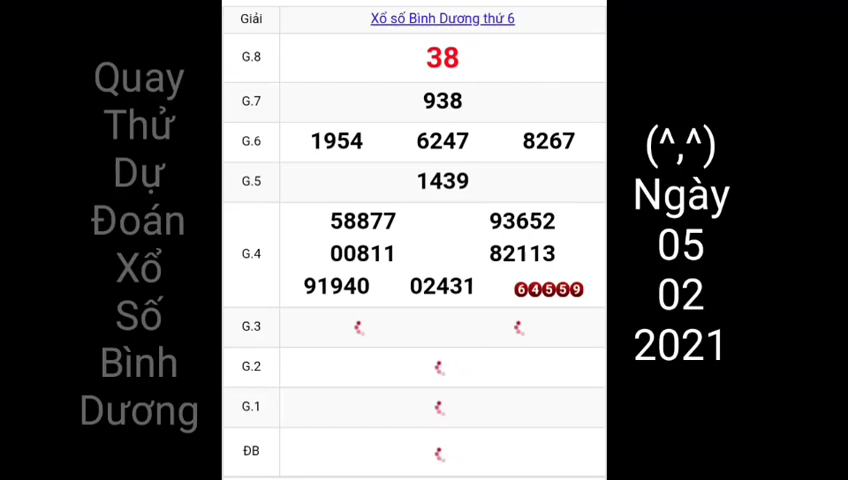 Quay
Thử
Dự
Đoán
Xổ
Số
Bình
Dương
Giải Xổ số Bình Dương thứ 6
G.8 38
G.7 938
G.6 1954 6247 8267
G.5 1439
G.4 58877 93652
00811 82113
91940 02431 64559
G.3
G.2
G.1
ĐB
(^,^)
Ngày
05
02
2021